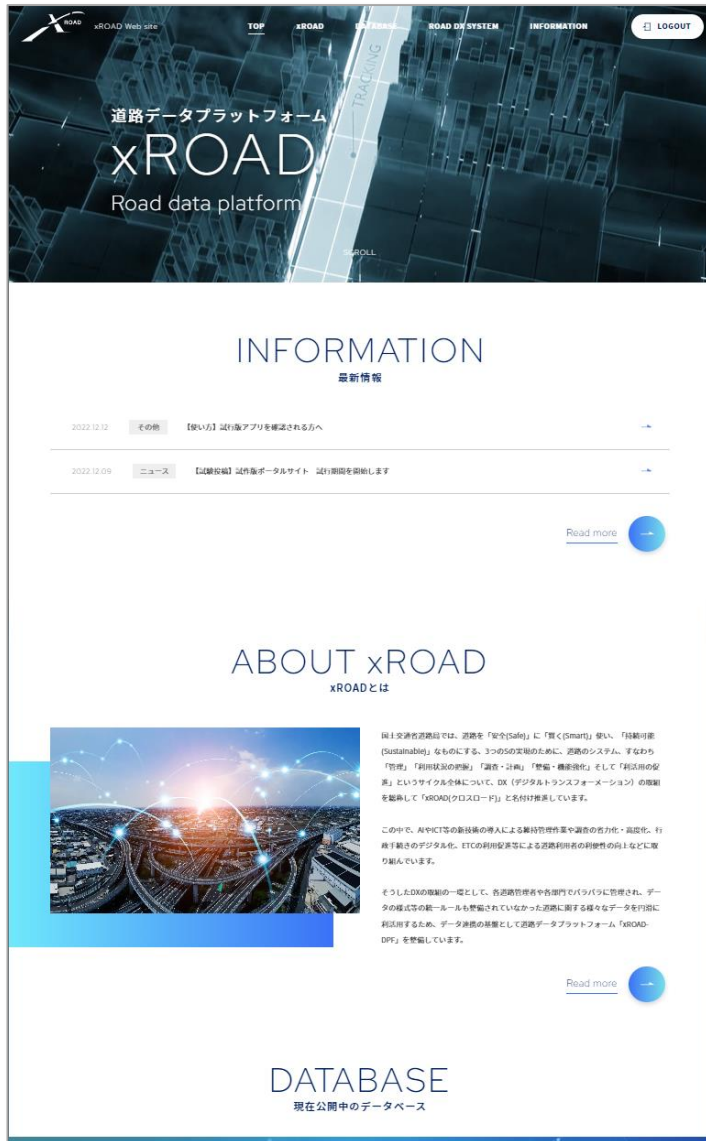 xROAD
xROAD Web site
TOP
xROAD
DATABASE
ROAD DX SYSTEM
INFORMATION
LOGOUT
TRACKING
道路データプラットフォーム
xROAD
Road data platform
SCROLL
INFORMATION
最新情報
2022.12.12 その他 【使い方】試行版アプリを確認される方へ
2022.12.09 ニュース 【試験投稿】試作版ポータルサイト 試行期間を開始します
Read more
ABOUT xROAD
xROADとは
国土交通省道路局では、道路を「安全(Safe)」に「賢く(Smart)」使い、「持続可能
(Sustainable)」なものにする、3つのSの実現のために、道路のシステム、すなわち
「管理」「利用状況の把握」「調査・計画」「整備・機能強化」そして「利活用の促
進」というサイクル全体について、DX（デジタルトランスフォーメーション）の取組
を総称して「xROAD(クロスロード)」と名付け推進しています。
この中で、AIやICT等の新技術の導入による維持管理作業や調査の省力化・高度化、行
政手続きのデジタル化、ETCの利用促進等による道路利用者の利便性の向上などに取
り組んでいます。
そうしたDXの取組の一環として、各道路管理者や各部門でバラバラに管理され、デー
タの様式等の統一ルールも整備されていなかった道路に関する様々なデータを円滑に
利活用するため、データ連携の基盤として道路データプラットフォーム「xROAD-
DPF」を整備しています。
Read more
DATABASE
現在公開中のデータベース